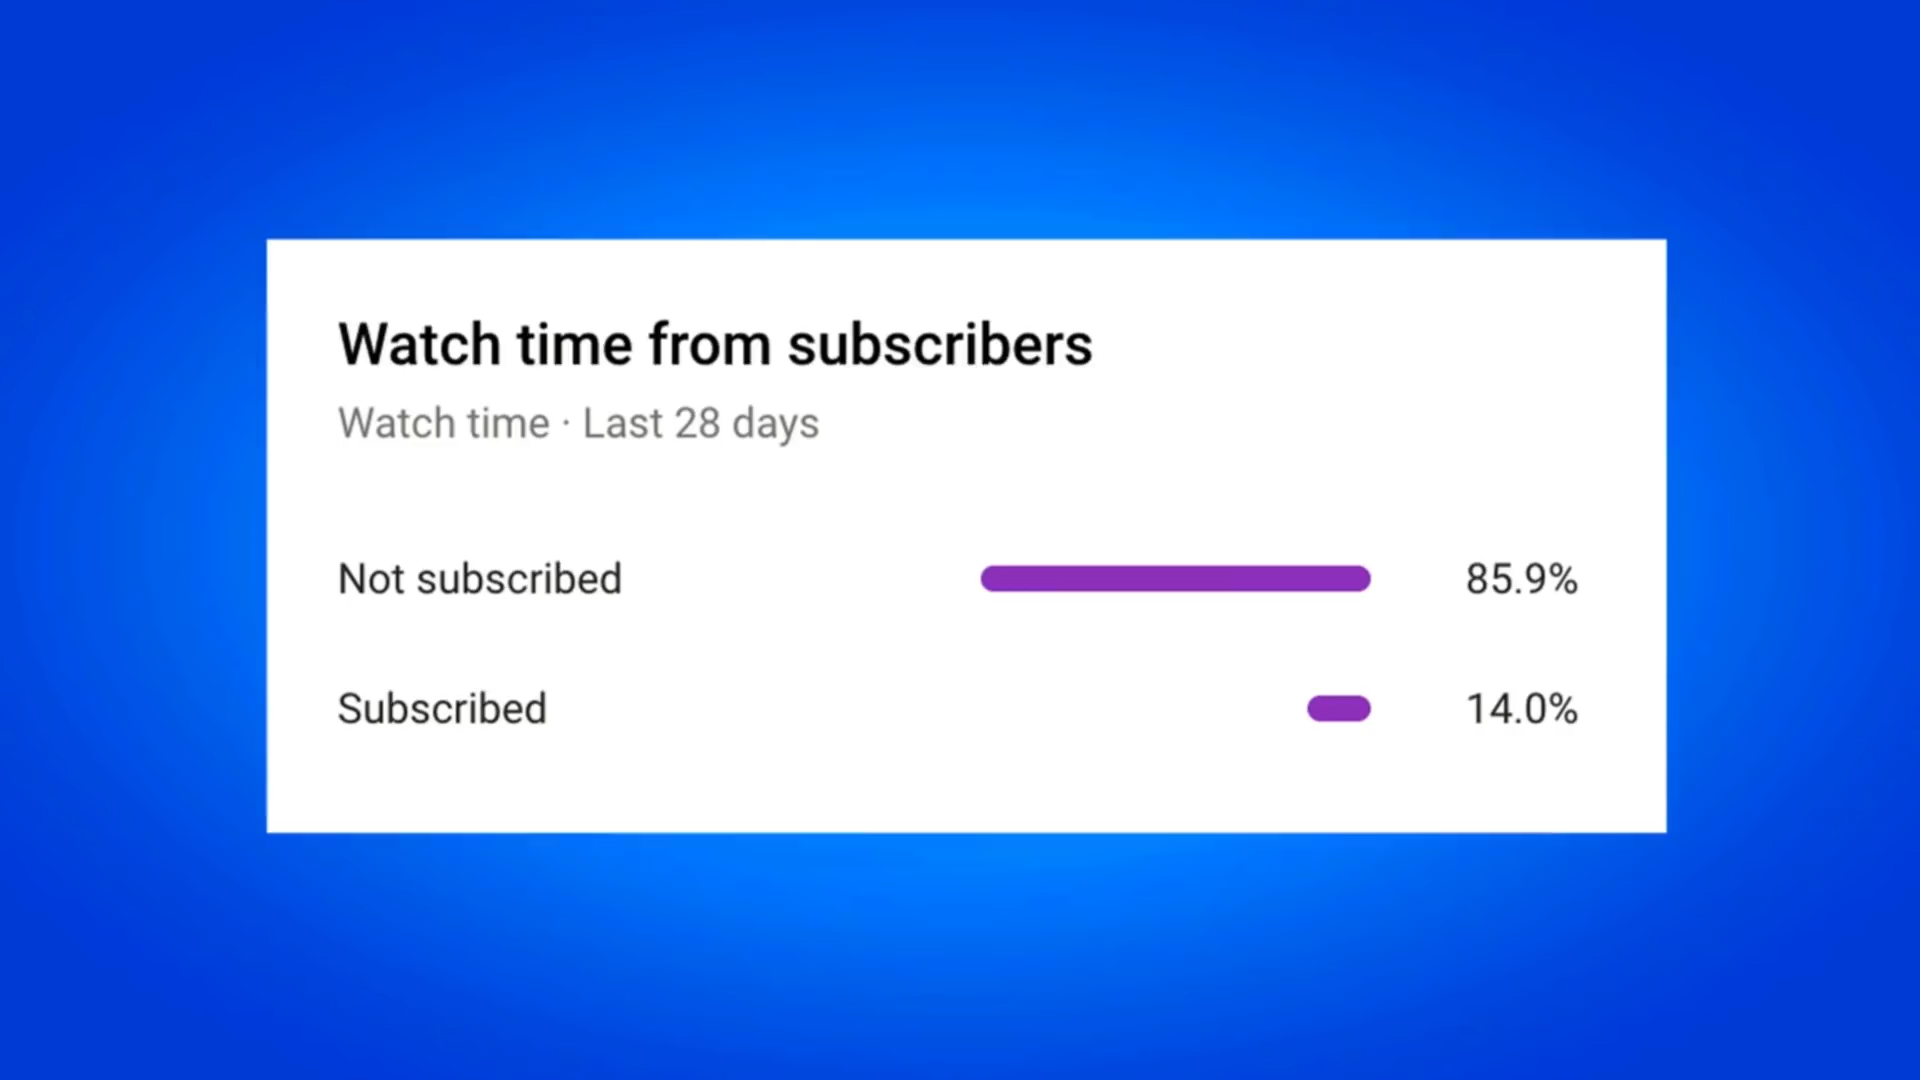 Watch time from subscribers
Watch time · Last 28 days
Not subscribed 85.9%
Subscribed 14.0%